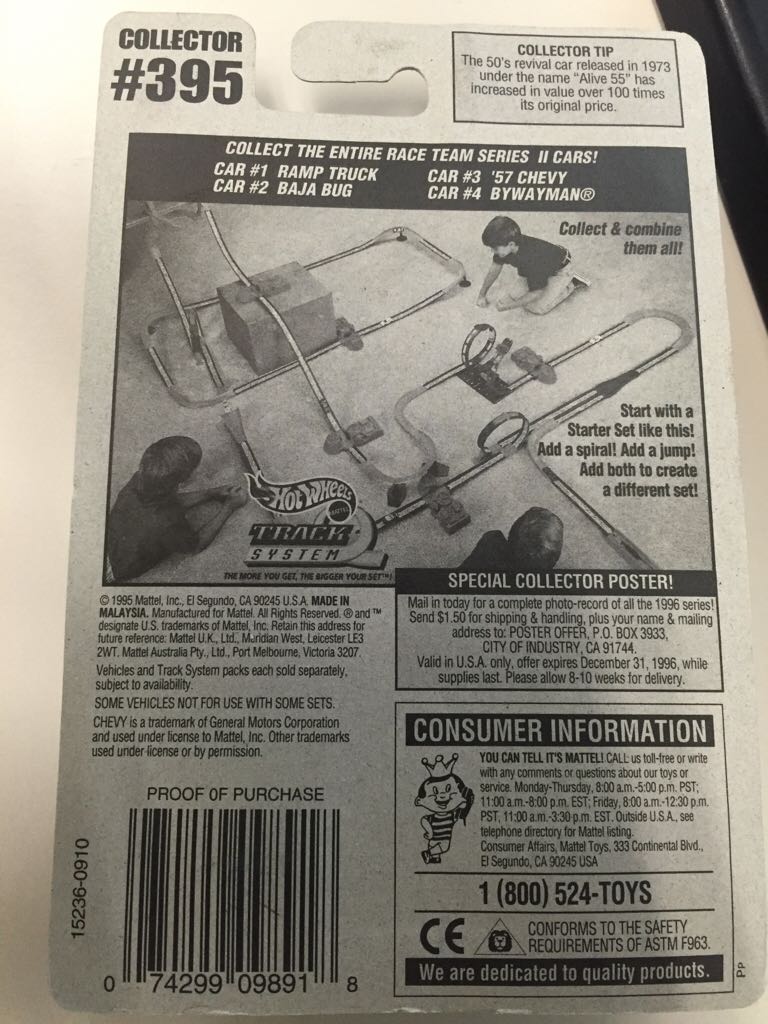 COLLECTOR
#395
COLLECTOR TIP
The 50's revival car released in 1973
under the name "Alive 55" has
increased in value over 100 times
its original price.
COLLECT THE ENTIRE RACE TEAM SERIES II CARS!
CAR #1 RAMP TRUCK
CAR #2 BAJA BUG
CAR #3 '57 CHEVY
CAR #4 BYWAYMAN®
Collect & combine
them all!
Start with a
Starter Set like this!
Add a spiral! Add a jump!
Add both to create
a different set!
HOT WHEELS
MATTEL
TRACK
SYSTEM
THE MORE YOU GET, THE BIGGER YOUR SET™!
© 1995 Mattel, Inc., El Segundo, CA 90245 U.S.A. MADE IN
MALAYSIA. Manufactured for Mattel. All Rights Reserved. ® and ™
designate U.S. trademarks of Mattel, Inc. Retain this address for
future reference: Mattel U.K., Ltd., Meridian West, Leicester LE3
2WT. Mattel Australia Pty., Ltd., Port Melbourne, Victoria 3207.
Vehicles and Track System packs each sold separately,
subject to availability.
SOME VEHICLES NOT FOR USE WITH SOME SETS.
CHEVY is a trademark of General Motors Corporation
and used under license to Mattel, Inc. Other trademarks
used under license or by permission.
SPECIAL COLLECTOR POSTER!
Mail in today for a complete photo-record of all the 1996 series!
Send $1.50 for shipping & handling, plus your name & mailing
address to: POSTER OFFER, P.O. BOX 3933,
CITY OF INDUSTRY, CA 91744.
Valid in U.S.A. only, offer expires December 31, 1996, while
supplies last. Please allow 8-10 weeks for delivery.
PROOF OF PURCHASE
15236-0910
0 74299 09891 8
CONSUMER INFORMATION
YOU CAN TELL IT'S MATTEL! CALL us toll-free or write
with any comments or questions about our toys or
service. Monday-Thursday, 8:00 a.m.-5:00 p.m. PST;
11:00 a.m.-8:00 p.m. EST; Friday, 8:00 a.m.-12:30 p.m.
PST, 11:00 a.m.-3:30 p.m. EST. Outside U.S.A., see
telephone directory for Mattel listing.
Consumer Affairs, Mattel Toys, 333 Continental Blvd.,
El Segundo, CA 90245 USA
1 (800) 524-TOYS
CE
CONFORMS TO THE SAFETY
REQUIREMENTS OF ASTM F963.
We are dedicated to quality products.
PP